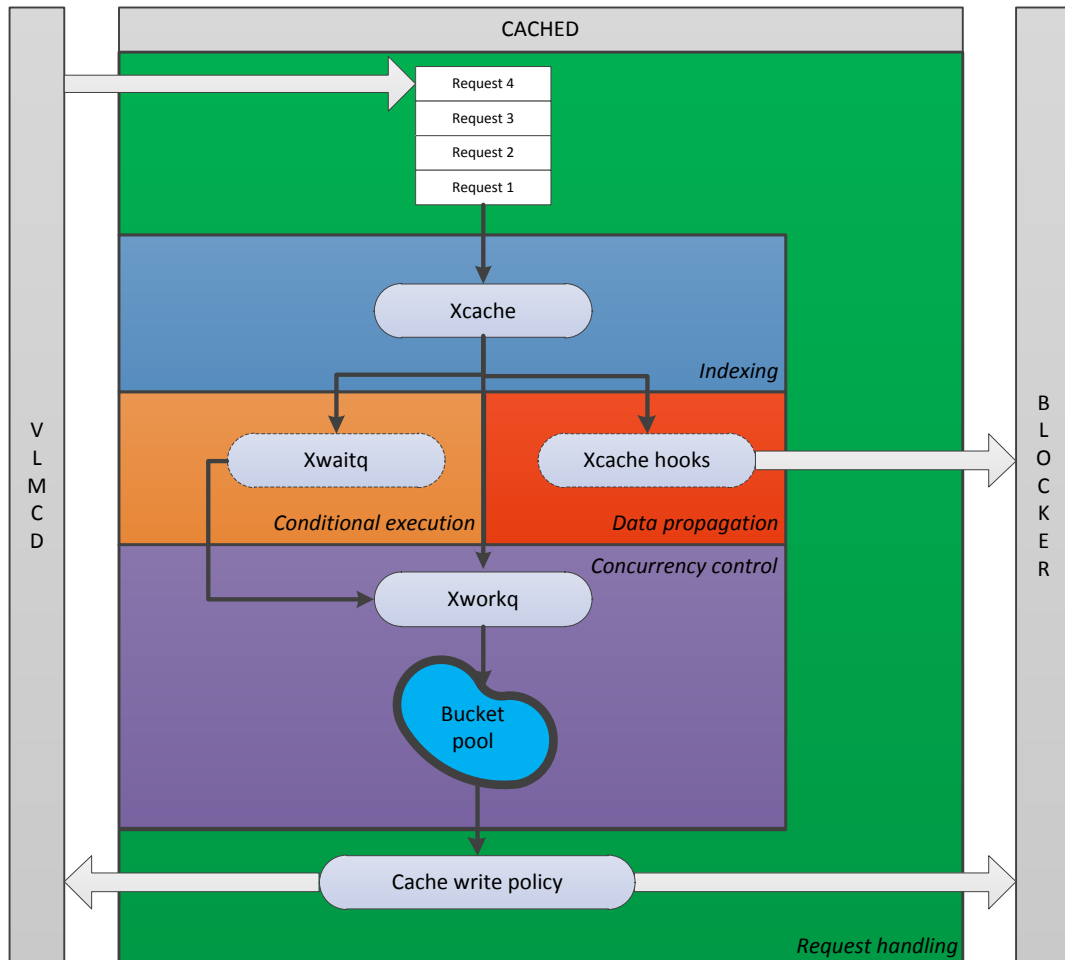 CACHED
Request 4
Request 3
Request 2
Request 1
Xcache
Indexing
Xwaitq
Xcache hooks
Conditional execution
Data propagation
Concurrency control
Xworkq
Bucket
pool
Cache write policy
Request handling
V
L
M
C
D
B
L
O
C
K
E
R